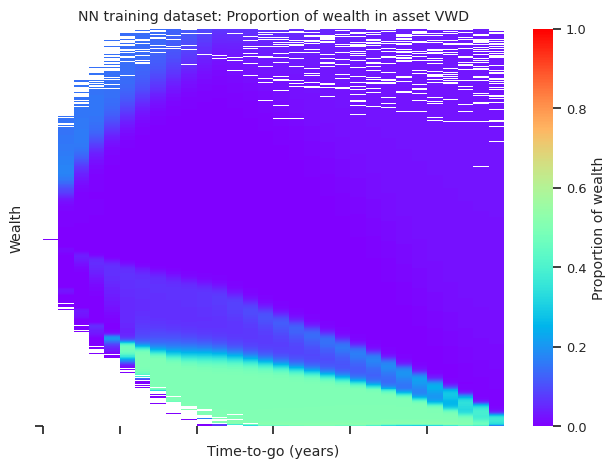 NN training dataset: Proportion of wealth in asset VWD
Wealth
Time-to-go (years)
1.0
0.8
0.6
0.4
0.2
0.0
Proportion of wealth